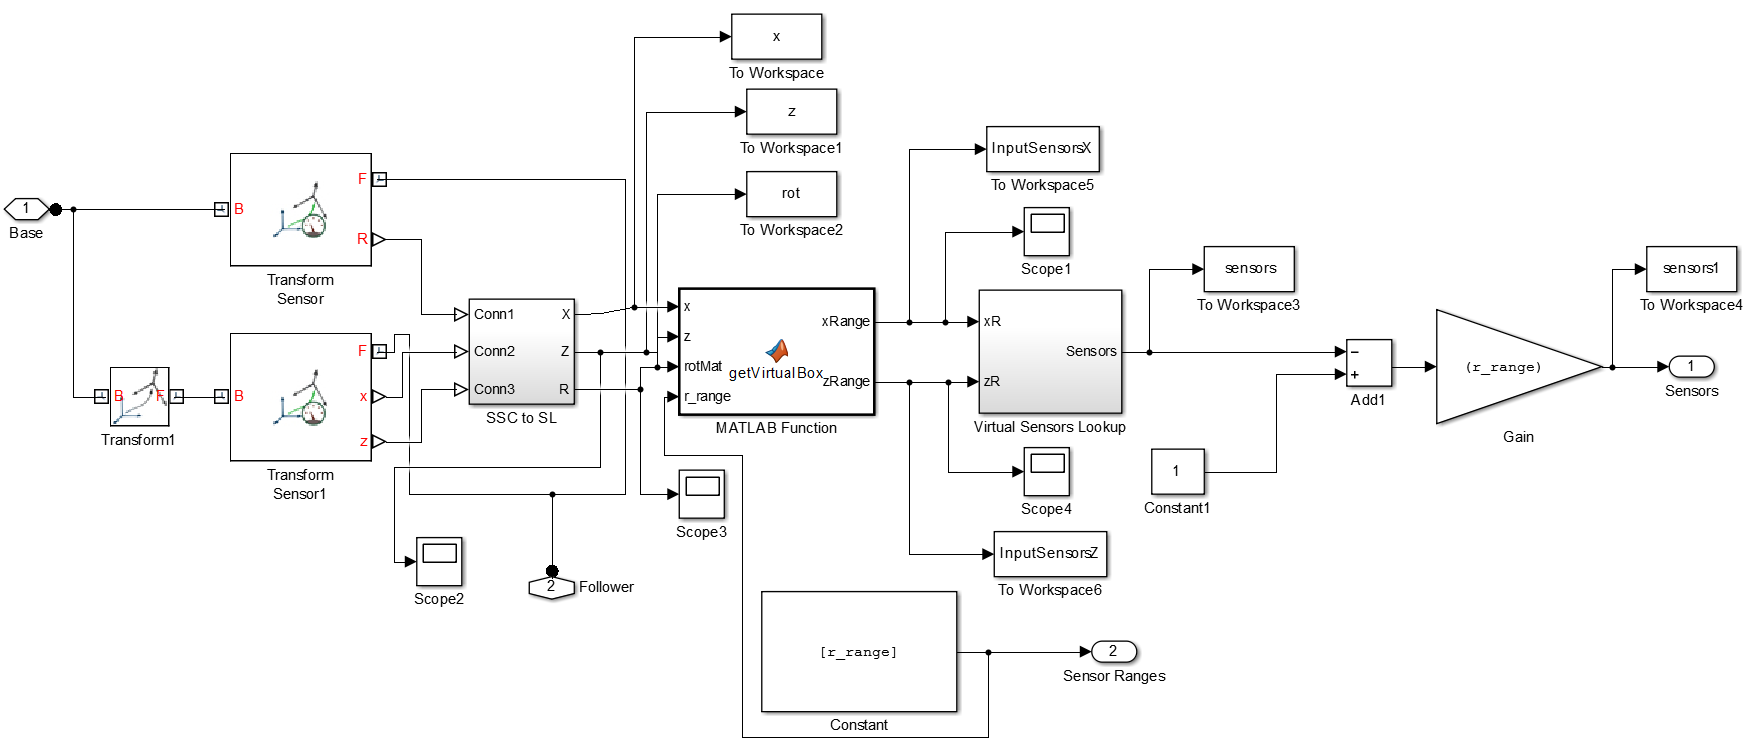 x
To Workspace
z
To Workspace1
rot
To Workspace2
InputSensorsX
To Workspace5
Scope1
sensors
To Workspace3
sensors1
To Workspace4
1
Base
B
F
R
Transform
Sensor
B
F
Transform1
B
F
x
z
Transform
Sensor1
Conn1
Conn2
Conn3
X
Z
R
SSC to SL
x
z
rotMat
r_range
getVirtualBox
xRange
zRange
MATLAB Function
xR
zR
Sensors
Virtual Sensors Lookup
−
+
Add1
(r_range)
Gain
1
Sensors
1
Constant1
Scope4
Scope3
Scope2
2
Follower
InputSensorsZ
To Workspace6
[r_range]
Constant
2
Sensor Ranges